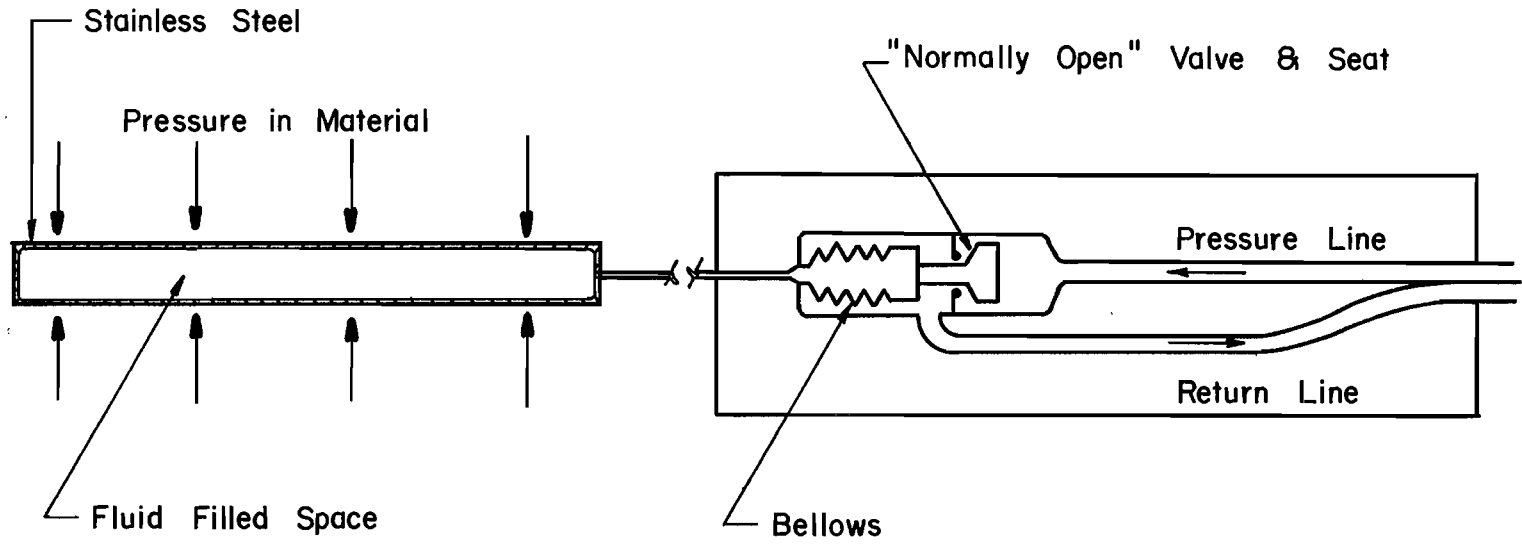 Stainless Steel
"Normally Open" Valve & Seat
Pressure in Material
Pressure Line
Return Line
Fluid Filled Space
Bellows